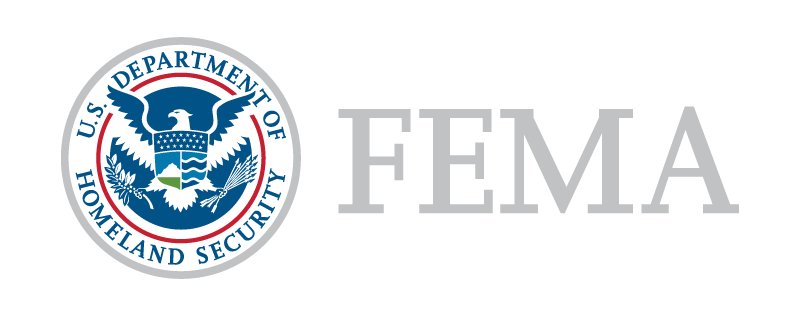 U.S. DEPARTMENT OF
HOMELAND SECURITY
FEMA